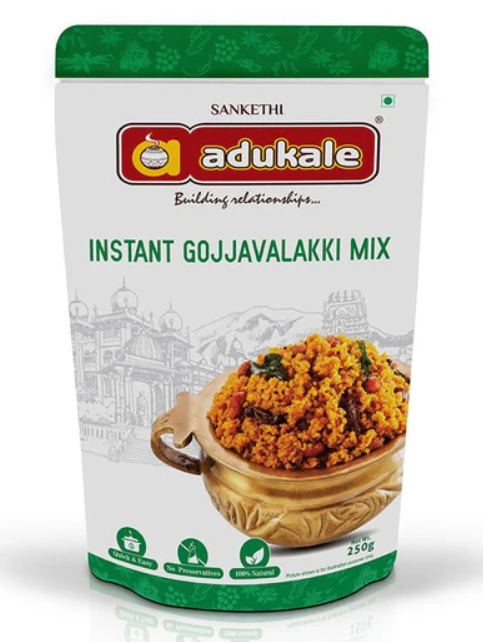 SANKETHI
adukale®
Building relationships...
INSTANT GOJJAVALAKKI MIX
Quick & Easy
No Preservatives
100% Natural
Net Wt.
250g
Picture shown is for illustration purpose only